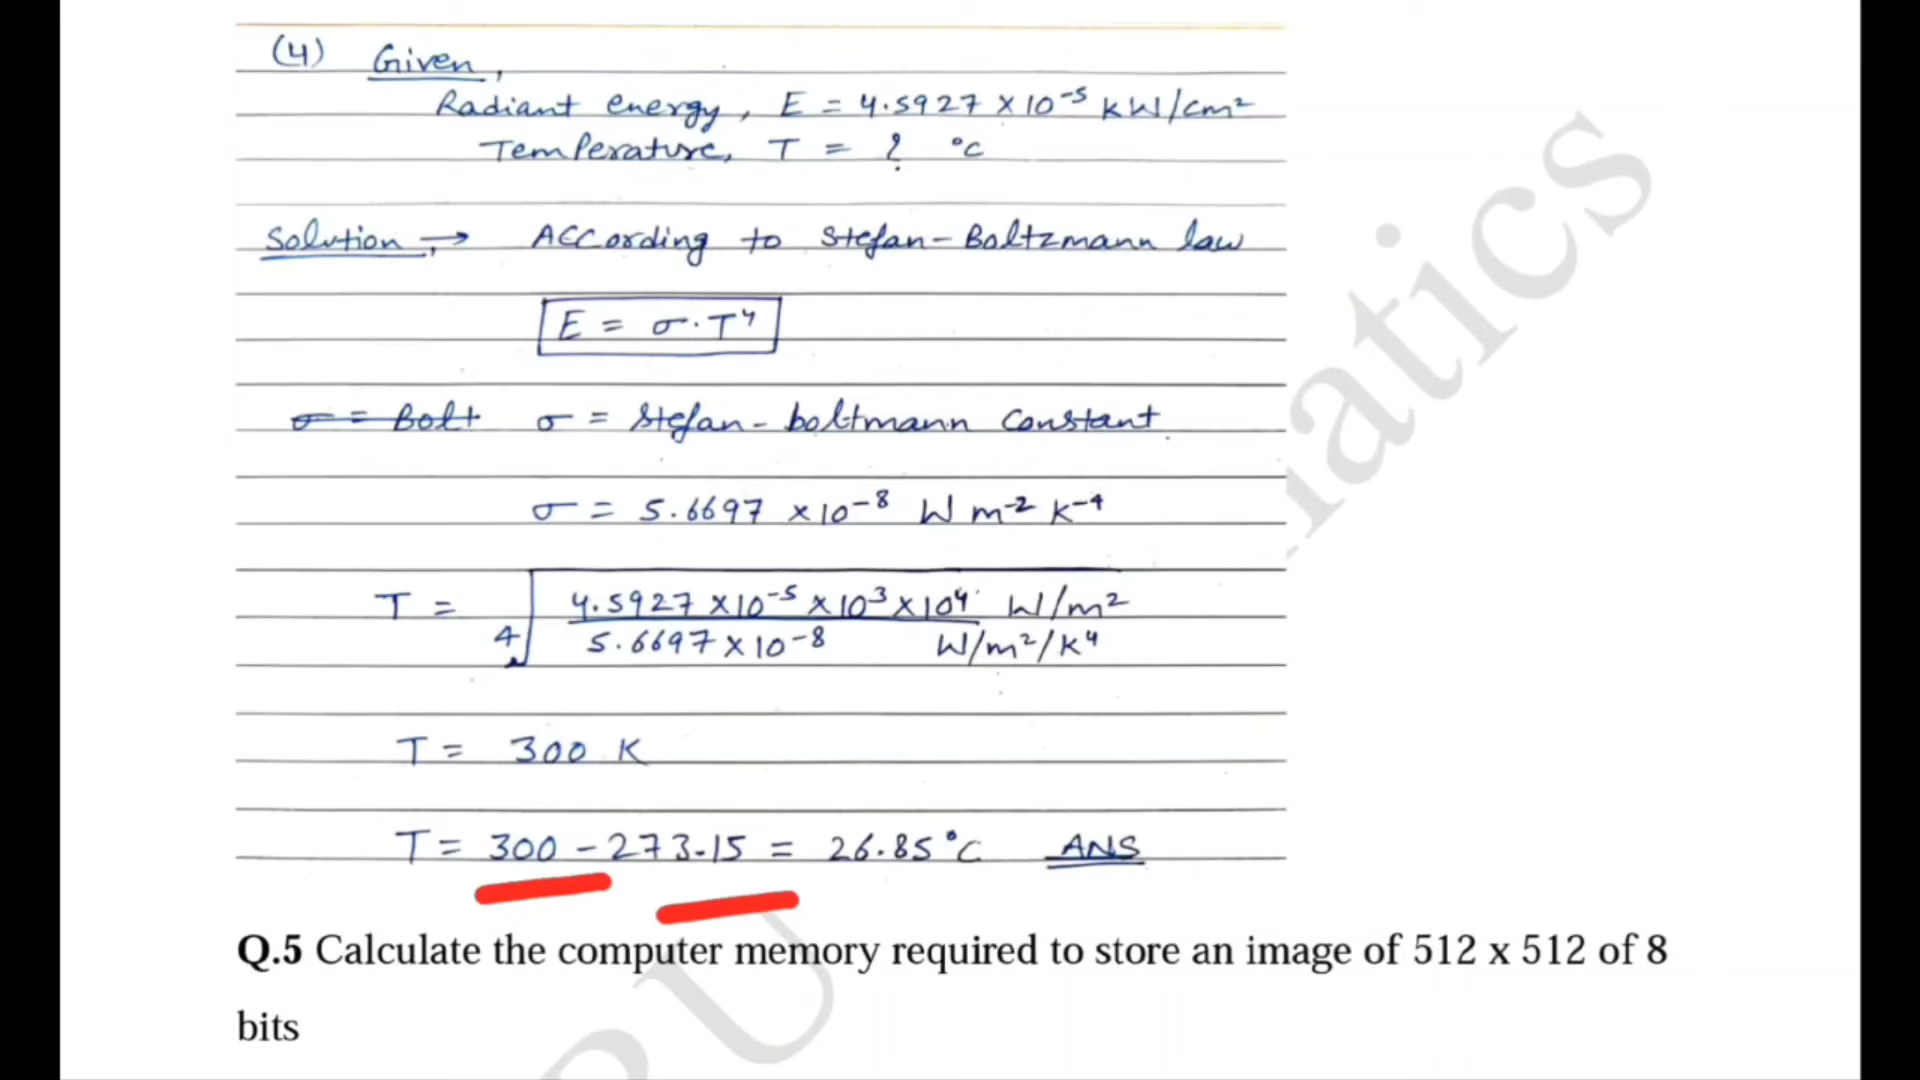 (4) Given,
Radiant energy, E = 4.5927 × 10⁻⁵ KW/cm²
Temperature, T = ? °C
Solution, → ACCording to Stefan-Boltzmann law
E = σ.T⁴
σ = Bolt σ = Stefan-boltmann Constant.
σ = 5.6697 × 10⁻⁸ W m⁻² K⁻⁴
T = 4√ 4.5927 × 10⁻⁵ × 10³ × 10⁴ W/m²
5.6697 × 10⁻⁸ W/m²/K⁴
T = 300 K
T = 300 - 273.15 = 26.85°C ANS
Q.5 Calculate the computer memory required to store an image of 512 x 512 of 8
bits